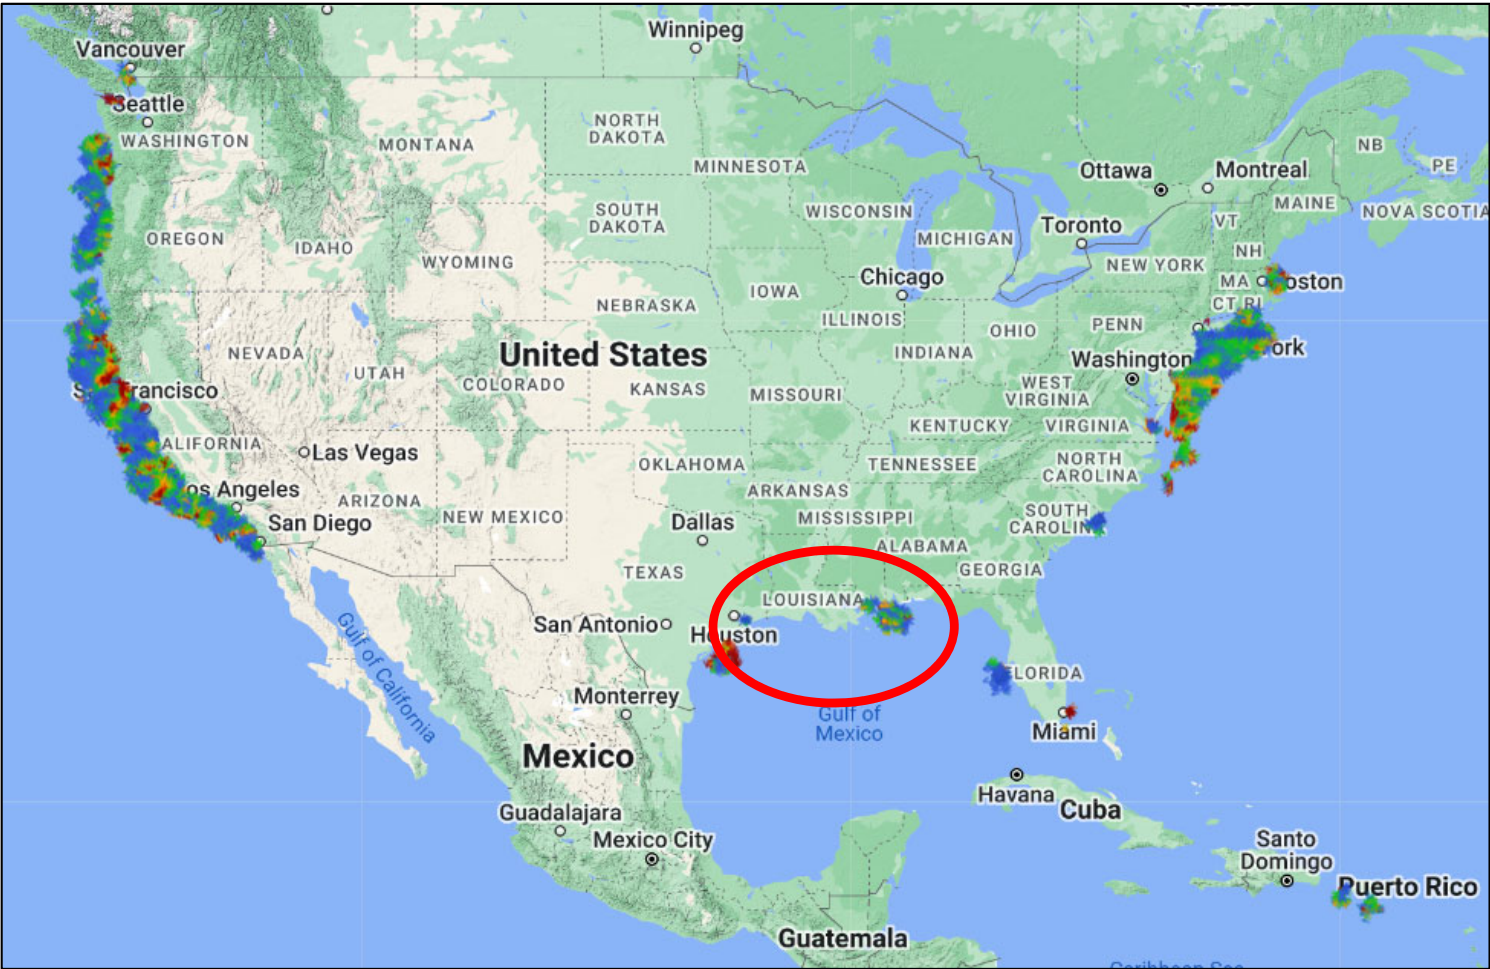 Winnipeg
Vancouver
Seattle
WASHINGTON
MONTANA
NORTH
DAKOTA
MINNESOTA
Ottawa
Montreal
NB
PE
MAINE
NOVA SCOTIA
VT
SOUTH
DAKOTA
WISCONSIN
MICHIGAN
Toronto
OREGON
IDAHO
WYOMING
NH
NEW YORK
MA
oston
CT RI
Chicago
IOWA
NEBRASKA
ILLINOIS
OHIO
PENN
INDIANA
NEVADA
United States
Washington
ork
UTAH
COLORADO
KANSAS
MISSOURI
WEST
VIRGINIA
S
rancisco
KENTUCKY
VIRGINIA
ALIFORNIA
Las Vegas
OKLAHOMA
TENNESSEE
NORTH
CAROLINA
os Angeles
ARIZONA
NEW MEXICO
ARKANSAS
San Diego
Dallas
MISSISSIPPI
SOUTH
CAROLIN
ALABAMA
TEXAS
GEORGIA
LOUISIANA
San Antonio
Houston
Gulf of California
LORIDA
Monterrey
Gulf of
Mexico
Miami
Mexico
Havana
Cuba
Guadalajara
Mexico City
Santo
Domingo
Puerto Rico
Guatemala